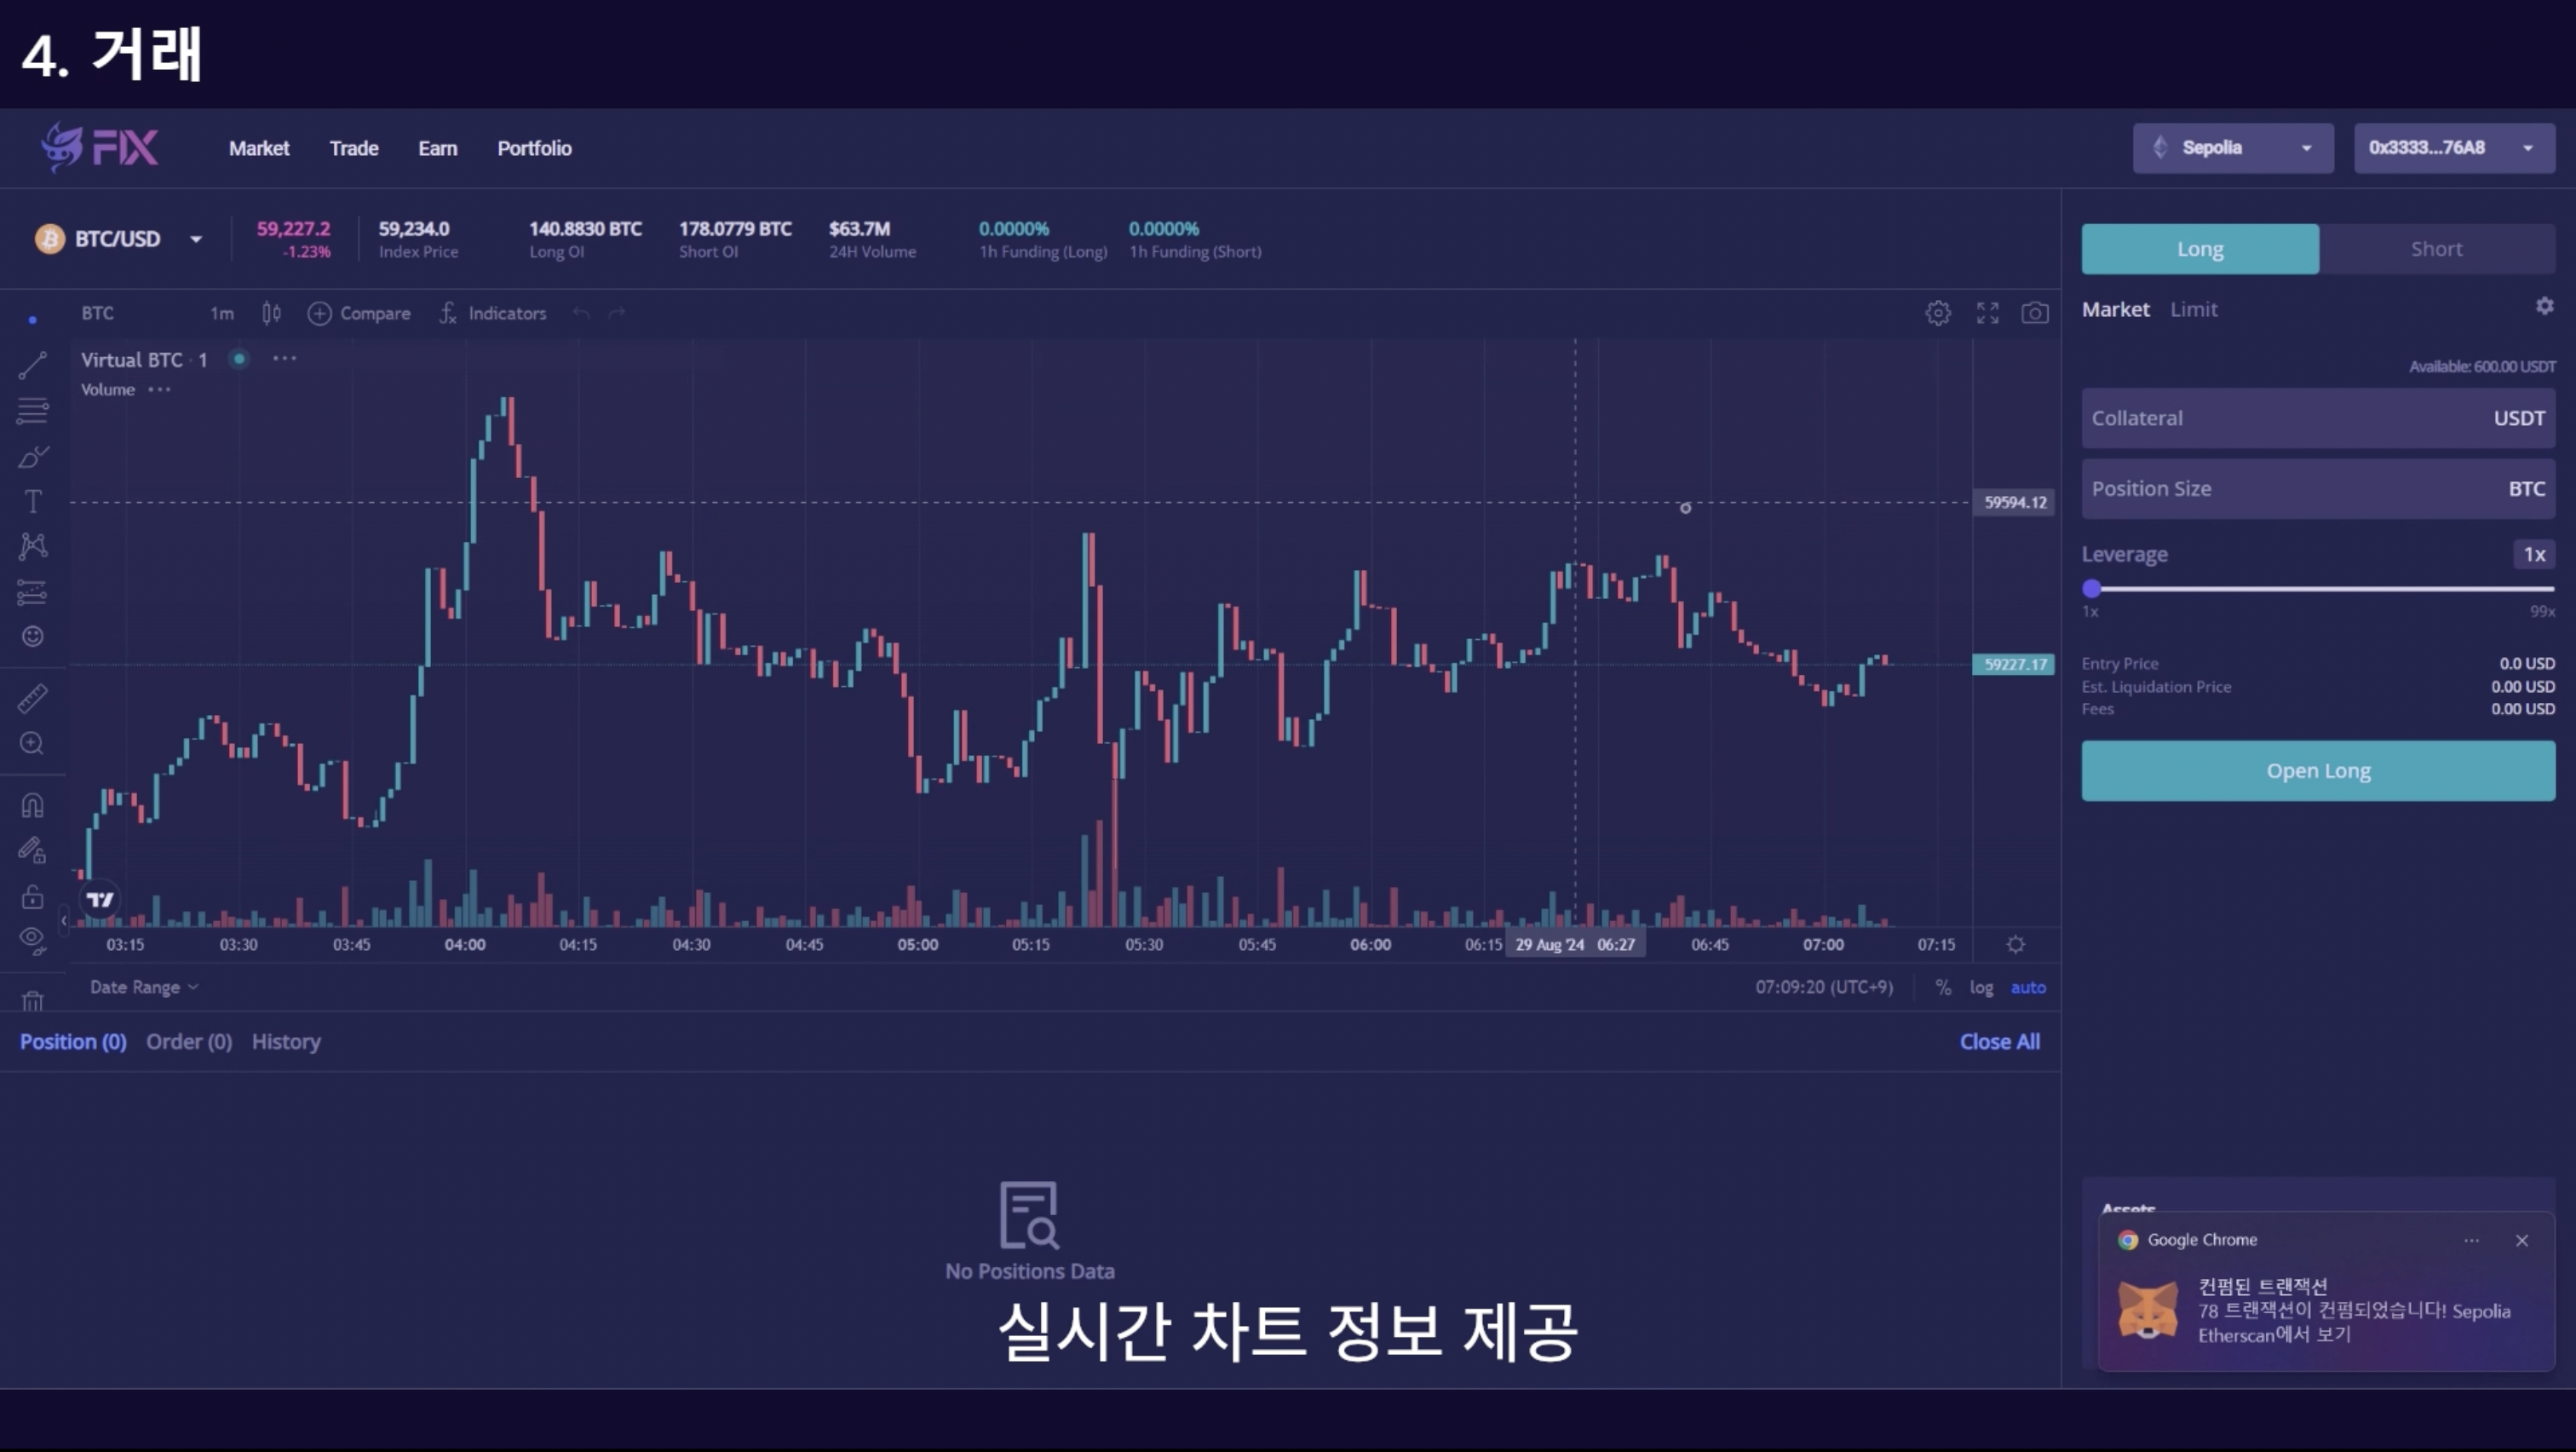 4. 거래
FIX
Market Trade Earn Portfolio
Sepolia
0x3333...76A8
BTC/USD
59,227.2
-1.23%
59,234.0
Index Price
140.8830 BTC
Long OI
178.0779 BTC
Short OI
$63.7M
24H Volume
0.0000%
1h Funding (Long)
0.0000%
1h Funding (Short)
BTC 1m Compare Indicators
Virtual BTC · 1
Volume
59594.12
59227.17
03:15 03:30 03:45 04:00 04:15 04:30 04:45 05:00 05:15 05:30 05:45 06:00 06:15 29 Aug '24 06:27 06:45 07:00 07:15
Date Range
07:09:20 (UTC+9) % log auto
Position (0) Order (0) History
Close All
No Positions Data
실시간 차트 정보 제공
Long Short
Market Limit
Available: 600.00 USDT
Collateral USDT
Position Size BTC
Leverage 1x
1x 99x
Entry Price 0.0 USD
Est. Liquidation Price 0.00 USD
Fees 0.00 USD
Open Long
Assets
Google Chrome
컨펌된 트랜잭션
78 트랜잭션이 컨펌되었습니다! Sepolia
Etherscan에서 보기